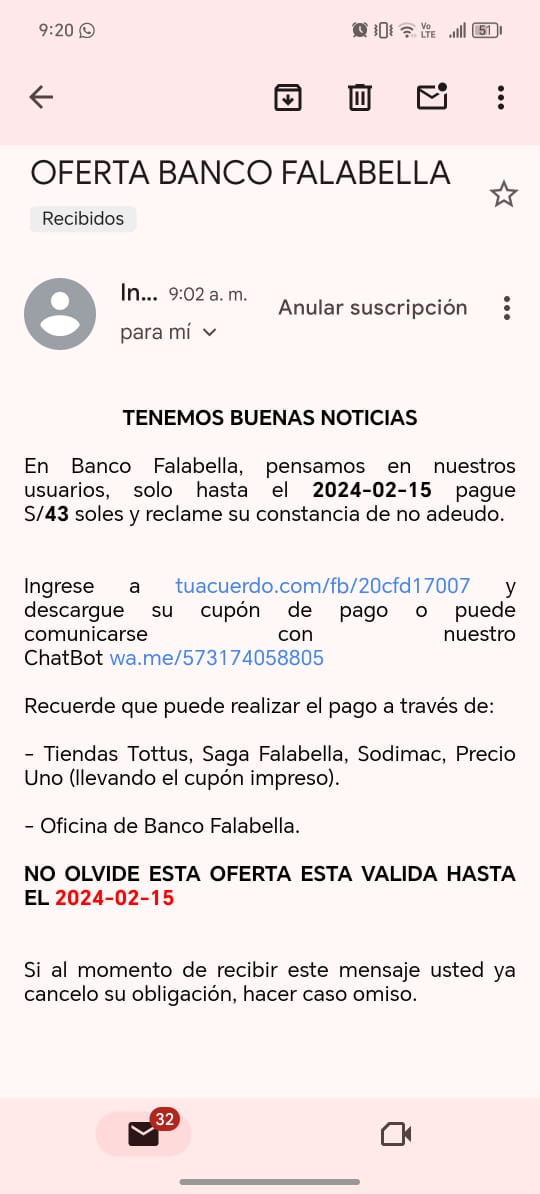 9:20
Vo
LTE
51
OFERTA BANCO FALABELLA
Recibidos
In... 9:02 a. m.
Anular suscripción
para mí
TENEMOS BUENAS NOTICIAS
En Banco Falabella, pensamos en nuestros
usuarios, solo hasta el 2024-02-15 pague
S/43 soles y reclame su constancia de no adeudo.
Ingrese a tuacuerdo.com/fb/20cfd17007 y
descargue su cupón de pago o puede
comunicarse con nuestro
ChatBot wa.me/573174058805
Recuerde que puede realizar el pago a través de:
- Tiendas Tottus, Saga Falabella, Sodimac, Precio
Uno (llevando el cupón impreso).
- Oficina de Banco Falabella.
NO OLVIDE ESTA OFERTA ESTA VALIDA HASTA
EL 2024-02-15
Si al momento de recibir este mensaje usted ya
cancelo su obligación, hacer caso omiso.
32